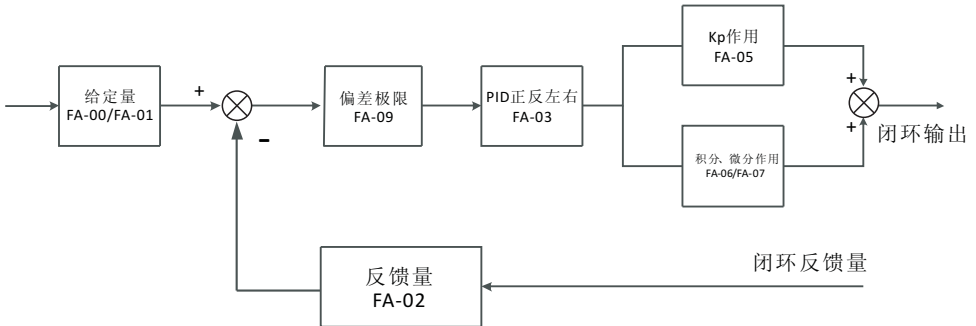 给定量
FA-00/FA-01
+
−
偏差极限
FA-09
PID正反左右
FA-03
Kp作用
FA-05
积分、微分作用
FA-06/FA-07
+
+
闭环输出
反馈量
FA-02
闭环反馈量